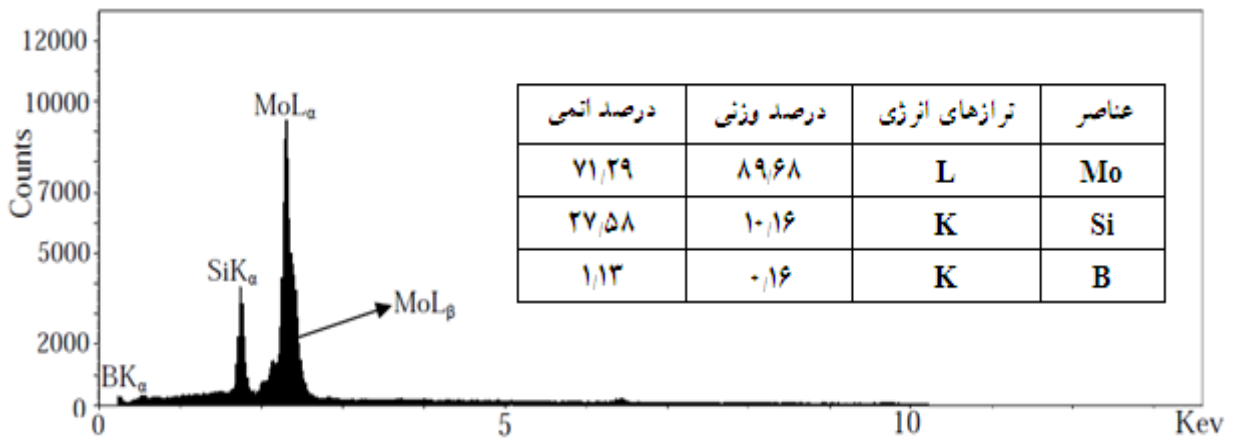 12000
10000
7000
5000
2000
0
Counts
BKα
SiKα
MoLα
MoLβ
0
5
10
Kev
عناصر ترازهای انرژی درصد وزنی درصد اتمی
Mo L ۸۹٫۶۸ ۷۱٫۲۹
Si K ۱۰٫۱۶ ۲۷٫۵۸
B K ۰٫۱۶ ۱٫۱۳